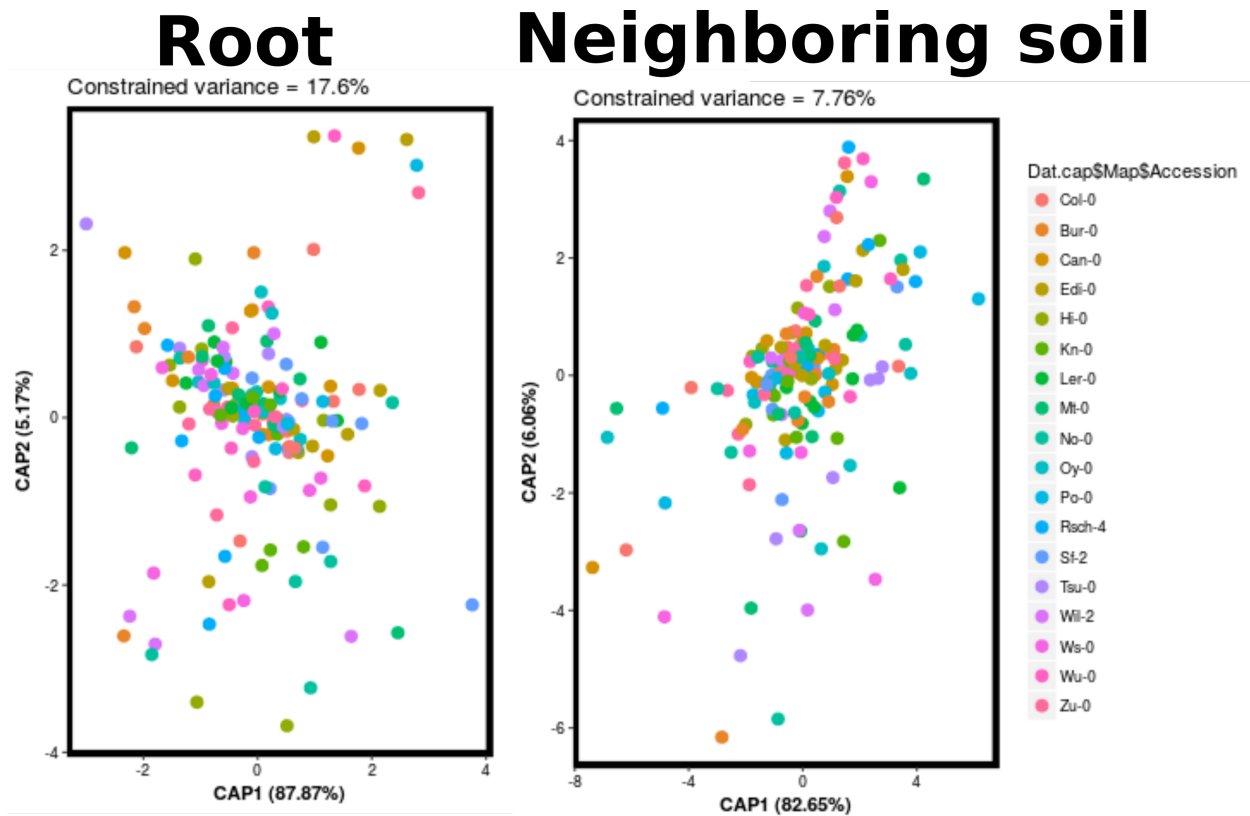 Root
Neighboring soil
Constrained variance = 17.6%
Constrained variance = 7.76%
CAP2 (5.17%)
2
0
-2
-4
-2
0
2
4
CAP1 (87.87%)
CAP2 (6.06%)
4
2
0
-2
-4
-6
-8
-4
0
4
CAP1 (82.65%)
Dat.cap$Map$Accession
Col-0
Bur-0
Can-0
Edi-0
Hi-0
Kn-0
Ler-0
Mt-0
No-0
Oy-0
Po-0
Rsch-4
Sf-2
Tsu-0
Wil-2
Ws-0
Wu-0
Zu-0